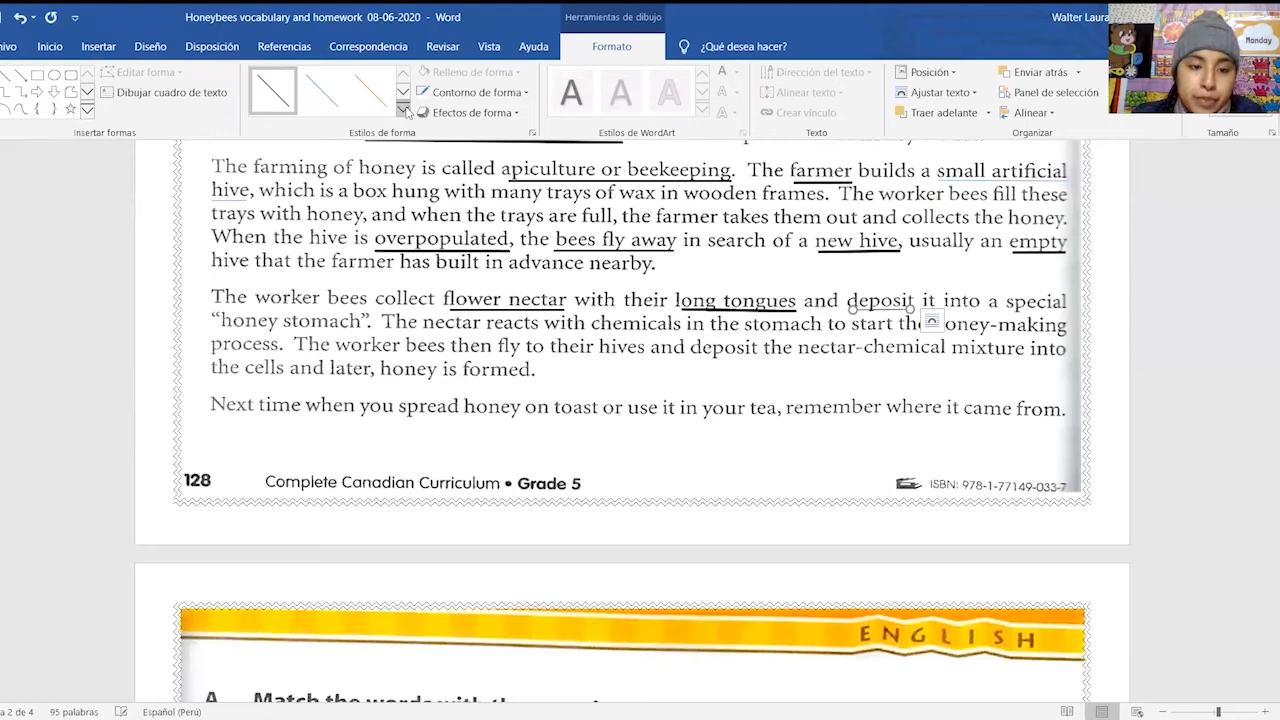 Honeybees vocabulary and homework 08-06-2020 - Word
Herramientas de dibujo
Walter Laura
Inicio Insertar Diseño Disposición Referencias Correspondencia Revisar Vista Ayuda Formato ¿Qué desea hacer?
Monday
Editar forma
Dibujar cuadro de texto
Insertar formas
Relleno de forma
Contorno de forma
Efectos de forma
Estilos de forma
A A A
Estilos de WordArt
Dirección del texto
Alinear texto
Crear vínculo
Texto
Posición
Ajustar texto
Traer adelante
Enviar atrás
Panel de selección
Alinear
Organizar
Tamaño
The farming of honey is called apiculture or beekeeping. The farmer builds a small artificial
hive, which is a box hung with many trays of wax in wooden frames. The worker bees fill these
trays with honey, and when the trays are full, the farmer takes them out and collects the honey.
When the hive is overpopulated, the bees fly away in search of a new hive, usually an empty
hive that the farmer has built in advance nearby.
The worker bees collect flower nectar with their long tongues and deposit it into a special
“honey stomach”. The nectar reacts with chemicals in the stomach to start the oney-making
process. The worker bees then fly to their hives and deposit the nectar-chemical mixture into
the cells and later, honey is formed.
Next time when you spread honey on toast or use it in your tea, remember where it came from.
128 Complete Canadian Curriculum • Grade 5 ISBN: 978-1-77149-033-7
ENGLISH
A Match the words with the
a 2 de 4 95 palabras Español (Perú)